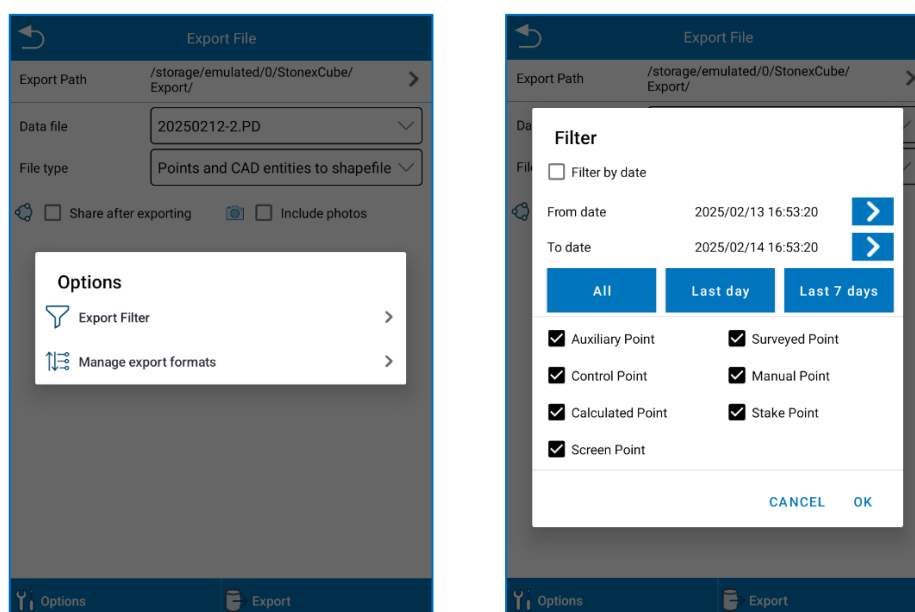 Export File
Export Path
/storage/emulated/0/StonexCube/
Export/
Data file
20250212-2.PD
File type
Points and CAD entities to shapefile
Share after exporting
Include photos
Options
Export Filter
Manage export formats
Options
Export
Export File
Export Path
/storage/emulated/0/StonexCube/
Export/
Da
Fil
Filter
Filter by date
From date
2025/02/13 16:53:20
To date
2025/02/14 16:53:20
All
Last day
Last 7 days
Auxiliary Point
Surveyed Point
Control Point
Manual Point
Calculated Point
Stake Point
Screen Point
CANCEL
OK
Options
Export